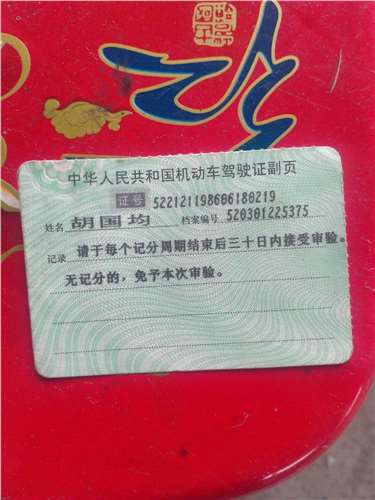 中华人民共和国机动车驾驶证副页
证号 522121198606180219
姓名 胡国均 档案编号 520301225375
记录 请于每个记分周期结束后三十日内接受审验。
无记分的，免予本次审验。